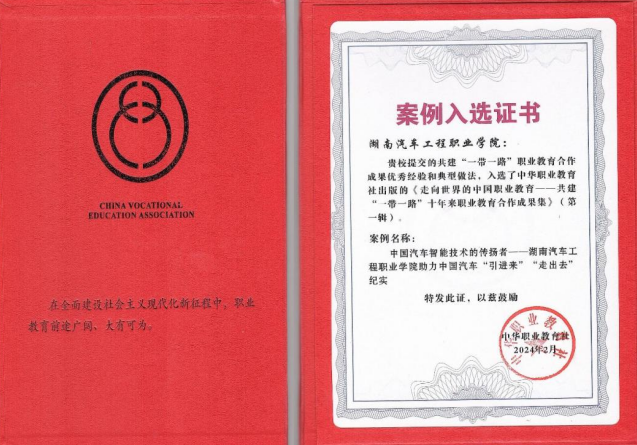 CHINA VOCATIONAL
EDUCATION ASSOCIATION
在全面建设社会主义现代化新征程中，职业
教育前途广阔、大有可为。
案例入选证书
湖南汽车工程职业学院：
贵校提交的共建“一带一路”职业教育合作
成果优秀经验和典型做法，入选了中华职业教育
社出版的《走向世界的中国职业教育——共建
“一带一路”十年来职业教育合作成果集》（第
一辑）。
案例名称：
中国汽车智能技术的传扬者——湖南汽车工
程职业学院助力中国汽车“引进来”“走出去”
纪实
特发此证，以兹鼓励
中华职业教育社
2024年2月